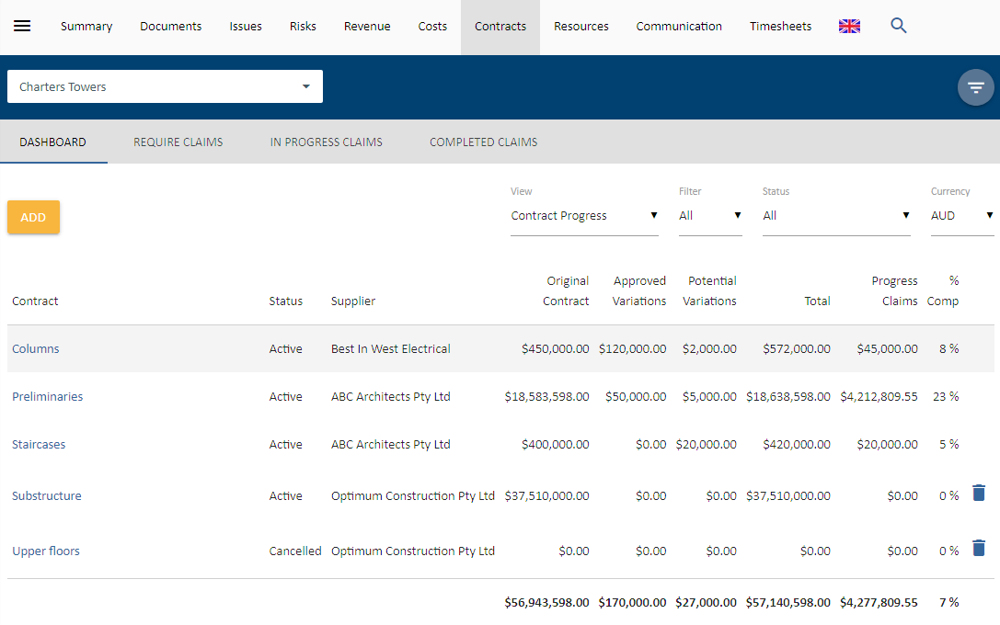 Summary Documents Issues Risks Revenue Costs Contracts Resources Communication Timesheets
Charters Towers
DASHBOARD REQUIRE CLAIMS IN PROGRESS CLAIMS COMPLETED CLAIMS
View Filter Status Currency
ADD Contract Progress All All AUD
Original Approved Potential Progress %
Contract Status Supplier Contract Variations Variations Total Claims Comp
Columns Active Best In West Electrical $450,000.00 $120,000.00 $2,000.00 $572,000.00 $45,000.00 8 %
Preliminaries Active ABC Architects Pty Ltd $18,583,598.00 $50,000.00 $5,000.00 $18,638,598.00 $4,212,809.55 23 %
Staircases Active ABC Architects Pty Ltd $400,000.00 $0.00 $20,000.00 $420,000.00 $20,000.00 5 %
Substructure Active Optimum Construction Pty Ltd $37,510,000.00 $0.00 $0.00 $37,510,000.00 $0.00 0 %
Upper floors Cancelled Optimum Construction Pty Ltd $0.00 $0.00 $0.00 $0.00 $0.00 0 %
$56,943,598.00 $170,000.00 $27,000.00 $57,140,598.00 $4,277,809.55 7 %